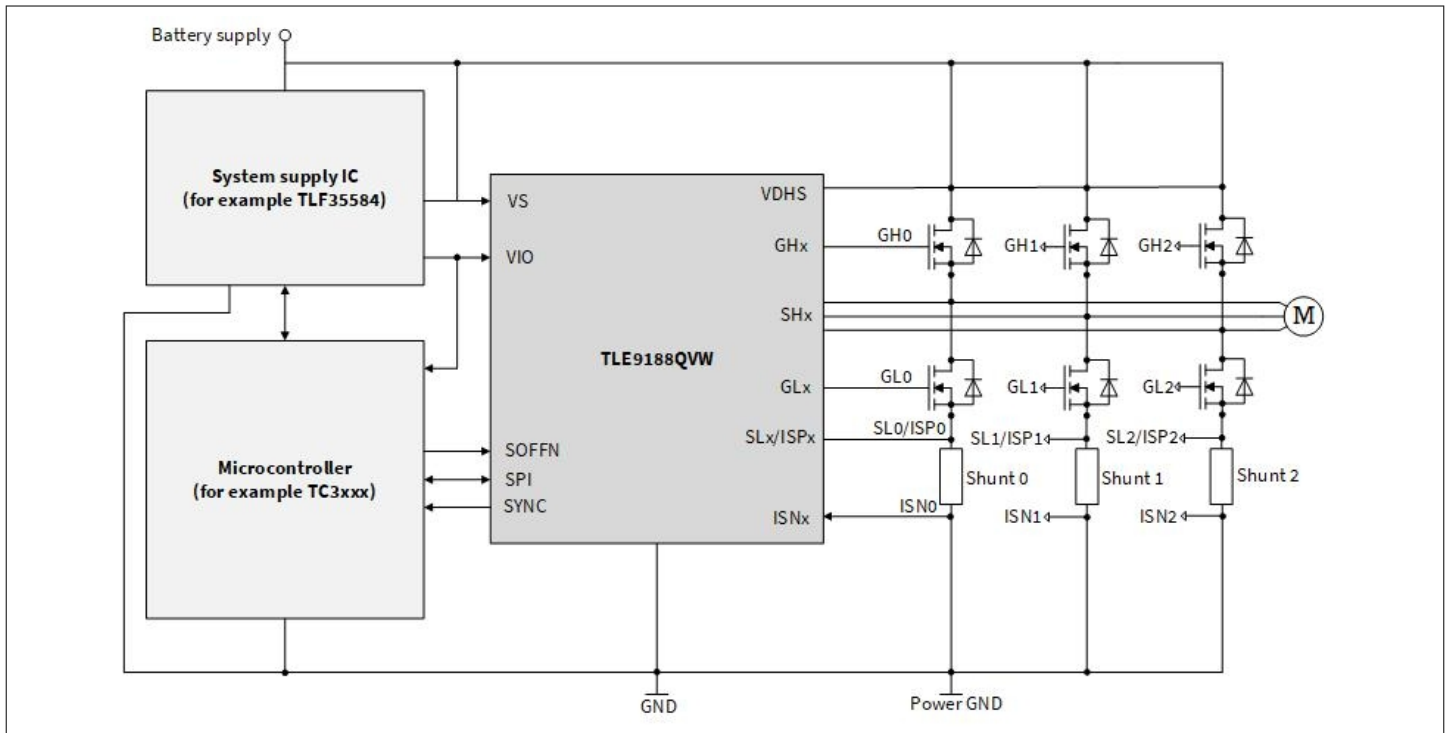 Battery supply
System supply IC
(for example TLF35584)
VS
VIO
VDHS
GHx
GH0
GH1
GH2
SHx
M
TLE9188QVW
GLx
GL0
GL1
GL2
SLx/ISPx
SL0/ISP0
SL1/ISP1
SL2/ISP2
Microcontroller
(for example TC3xxx)
SOFFN
SPI
SYNC
Shunt 0
Shunt 1
Shunt 2
ISNx
ISN0
ISN1
ISN2
GND
Power GND